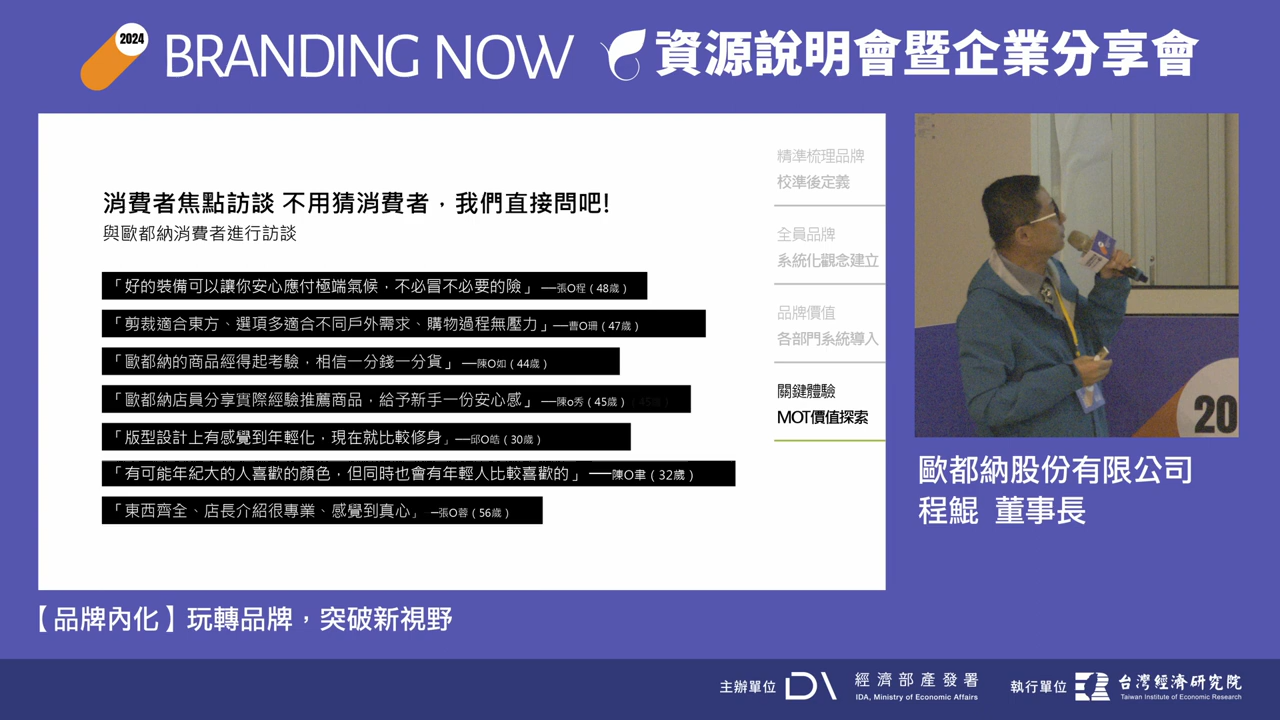 2024
BRANDING NOW
資源說明會暨企業分享會
消費者焦點訪談 不用猜消費者，我們直接問吧!
與歐都納消費者進行訪談
「好的裝備可以讓你安心應付極端氣候，不必冒不必要的險」—張O程（48歲）
「剪裁適合東方、選項多適合不同戶外需求、購物過程無壓力」—曹O珊（47歲）
「歐都納的商品經得起考驗，相信一分錢一分貨」—陳O如（44歲）
「歐都納店員分享實際經驗推薦商品，給予新手一份安心感」—陳o秀（45歲）
「版型設計上有感覺到年輕化，現在就比較修身」—邱O皓（30歲）
「有可能年紀大的人喜歡的顏色，但同時也會有年輕人比較喜歡的」—陳O聿（32歲）
「東西齊全、店長介紹很專業、感覺到真心」—張O蓉（56歲）
精準梳理品牌
校準後定義
全員品牌
系統化觀念建立
品牌價值
各部門系統導入
關鍵體驗
MOT價值探索
20
歐都納股份有限公司
程鯤 董事長
【品牌內化】玩轉品牌，突破新視野
主辦單位
經濟部產發署
IDA, Ministry of Economic Affairs
執行單位
台灣經濟研究院
Taiwan Institute of Economic Research